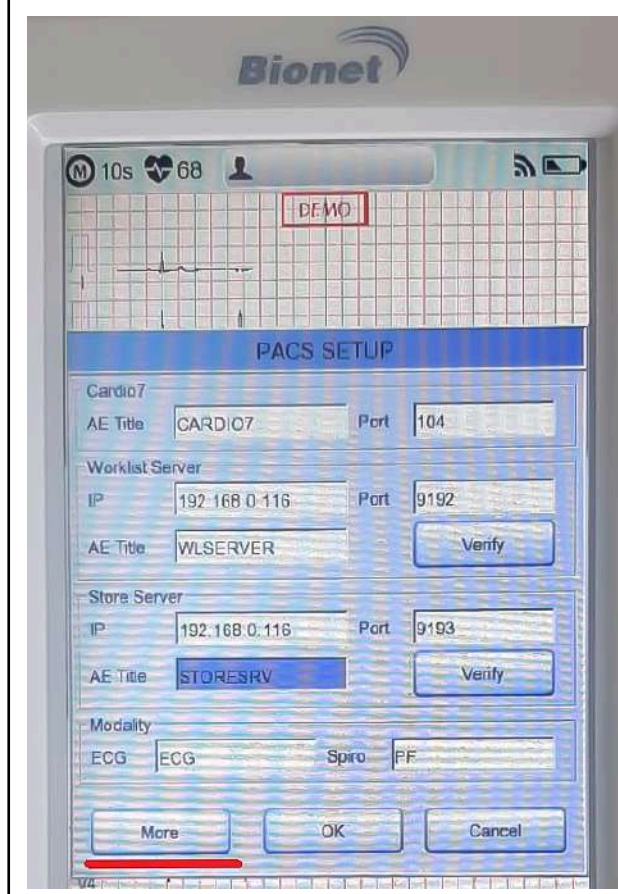 Bionet
M 10s 68
DEMO
PACS SETUP
Cardio7
AE Title CARDIO7 Port 104
Worklist Server
IP 192 168 0 116 Port 9192
AE Title WLSERVER Verify
Store Server
IP 192.168.0.116 Port 9193
AE Title STORESRV Verify
Modality
ECG ECG Spiro PF
More OK Cancel
V4